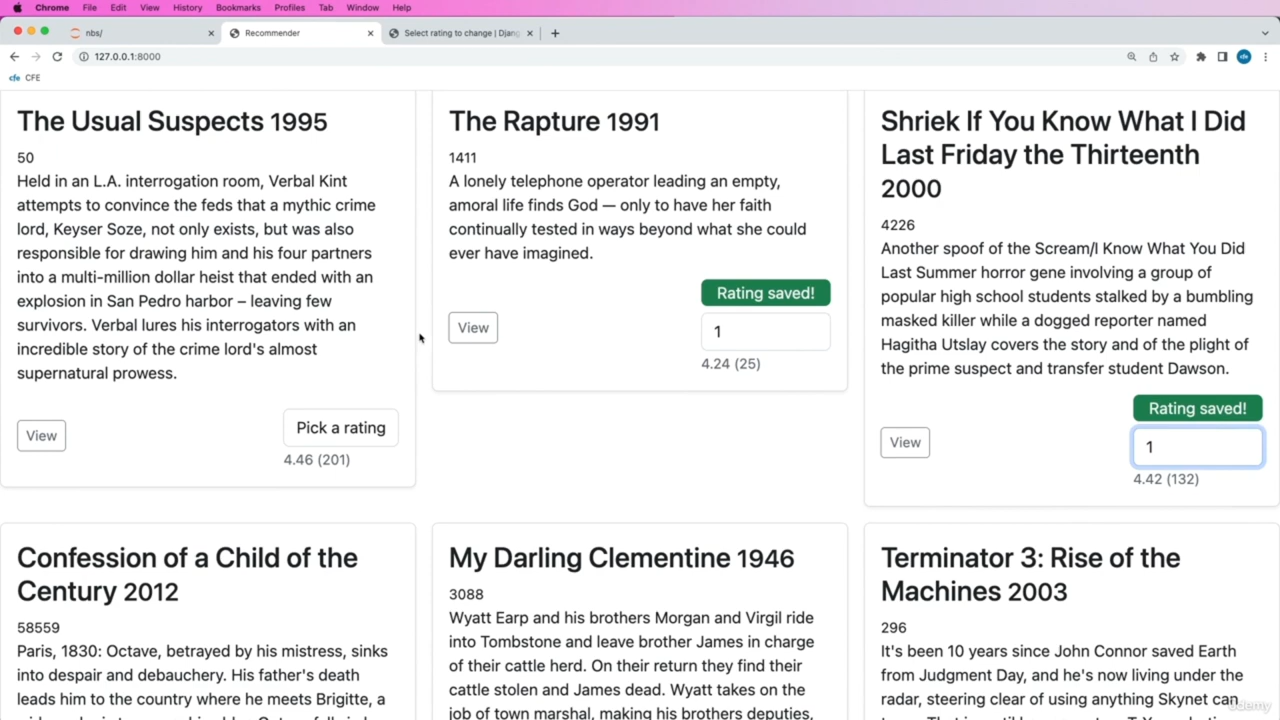 Chrome File Edit View History Bookmarks Profiles Tab Window Help
nbs/
Recommender
Select rating to change | Djang
127.0.0.1:8000
cfe CFE
The Usual Suspects 1995
50
Held in an L.A. interrogation room, Verbal Kint
attempts to convince the feds that a mythic crime
lord, Keyser Soze, not only exists, but was also
responsible for drawing him and his four partners
into a multi-million dollar heist that ended with an
explosion in San Pedro harbor – leaving few
survivors. Verbal lures his interrogators with an
incredible story of the crime lord's almost
supernatural prowess.
View
Pick a rating
4.46 (201)
The Rapture 1991
1411
A lonely telephone operator leading an empty,
amoral life finds God — only to have her faith
continually tested in ways beyond what she could
ever have imagined.
Rating saved!
View
1
4.24 (25)
Shriek If You Know What I Did
Last Friday the Thirteenth
2000
4226
Another spoof of the Scream/I Know What You Did
Last Summer horror gene involving a group of
popular high school students stalked by a bumbling
masked killer while a dogged reporter named
Hagitha Utslay covers the story and of the plight of
the prime suspect and transfer student Dawson.
Rating saved!
View
1
4.42 (132)
Confession of a Child of the
Century 2012
58559
Paris, 1830: Octave, betrayed by his mistress, sinks
into despair and debauchery. His father's death
leads him to the country where he meets Brigitte, a
My Darling Clementine 1946
3088
Wyatt Earp and his brothers Morgan and Virgil ride
into Tombstone and leave brother James in charge
of their cattle herd. On their return they find their
cattle stolen and James dead. Wyatt takes on the
job of town marshal, making his brothers deputies,
Terminator 3: Rise of the
Machines 2003
296
It's been 10 years since John Connor saved Earth
from Judgment Day, and he's now living under the
radar, steering clear of using anything Skynet can
udemy